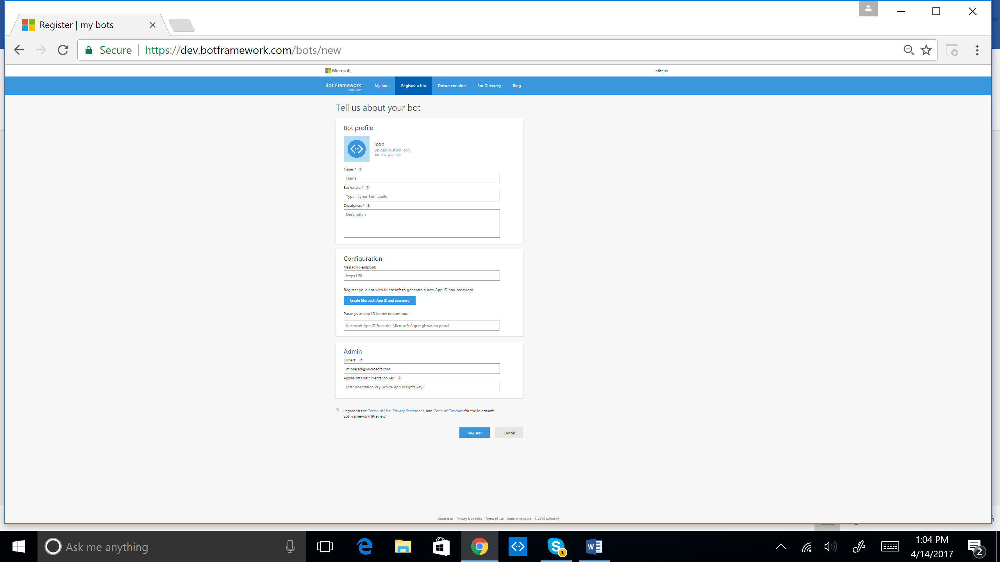 Register | my bots
Secure
https://dev.botframework.com/bots/new
Microsoft
Mithun
Bot Framework
PREVIEW
My bots
Register a bot
Documentation
Bot Directory
Blog
Tell us about your bot
Bot profile
Icon
Upload custom icon
30K max, png only
Name: * ?
Name
Bot handle: * ?
Type in your Bot handle
Description: * ?
Description
Configuration
Messaging endpoint:
https URL
Register your bot with Microsoft to generate a new App ID and password
Create Microsoft App ID and password
Paste your app ID below to continue
Microsoft App ID from the Microsoft App registration portal
Admin
Owners: ?
miprasad@microsoft.com
AppInsights Instrumentation key: ?
Instrumentation key (Azure App Insights key)
I agree to the Terms of Use, Privacy Statement, and Code of Conduct for the Microsoft
Bot Framework (Preview).
Register
Cancel
Contact us Privacy & cookies Terms of use Code of conduct © 2016 Microsoft
Ask me anything
S
1
W
1:04 PM
4/14/2017
2